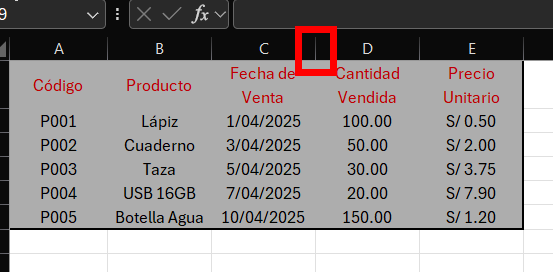 9 fx
A B C D E
Código Producto Fecha de Venta Cantidad Vendida Precio Unitario
P001 Lápiz 1/04/2025 100.00 S/ 0.50
P002 Cuaderno 3/04/2025 50.00 S/ 2.00
P003 Taza 5/04/2025 30.00 S/ 3.75
P004 USB 16GB 7/04/2025 20.00 S/ 7.90
P005 Botella Agua 10/04/2025 150.00 S/ 1.20